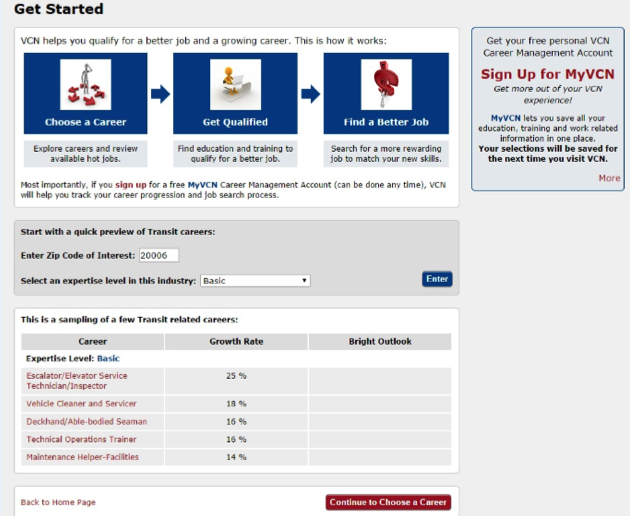 Get Started
VCN helps you qualify for a better job and a growing career. This is how it works:
Choose a Career
Get Qualified
Find a Better Job
Explore careers and review
available hot jobs.
Find education and training to
qualify for a better job.
Search for a more rewarding
job to match your new skills.
Most importantly, if you sign up for a free MyVCN Career Management Account (can be done any time), VCN
will help you track your career progression and job search process.
Get your free personal VCN
Career Management Account
Sign Up for MyVCN
Get more out of your VCN
experience!
MyVCN lets you save all your
education, training and work related
information in one place.
Your selections will be saved for
the next time you visit VCN.
More
Start with a quick preview of Transit careers:
Enter Zip Code of Interest: 20006
Select an expertise level in this industry: Basic
Enter
This is a sampling of a few Transit related careers:
Career Growth Rate Bright Outlook
Expertise Level: Basic
Escalator/Elevator Service
Technician/Inspector 25 %
Vehicle Cleaner and Servicer 18 %
Deckhand/Able-bodied Seaman 16 %
Technical Operations Trainer 16 %
Maintenance Helper-Facilities 14 %
Back to Home Page
Continue to Choose a Career